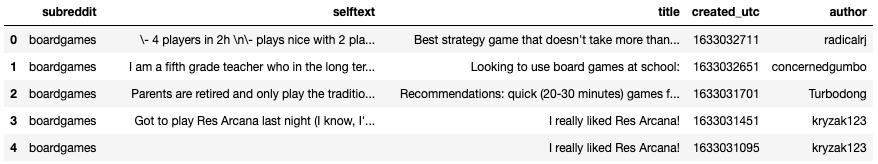 subreddit selftext title created_utc author
0 boardgames \- 4 players in 2h \n\- plays nice with 2 pla... Best strategy game that doesn't take more than... 1633032711 radicalrj
1 boardgames I am a fifth grade teacher who in the long ter... Looking to use board games at school: 1633032651 concernedgumbo
2 boardgames Parents are retired and only play the traditio... Recommendations: quick (20-30 minutes) games f... 1633031701 Turbodong
3 boardgames Got to play Res Arcana last night (I know, I'... I really liked Res Arcana! 1633031451 kryzak123
4 boardgames I really liked Res Arcana! 1633031095 kryzak123